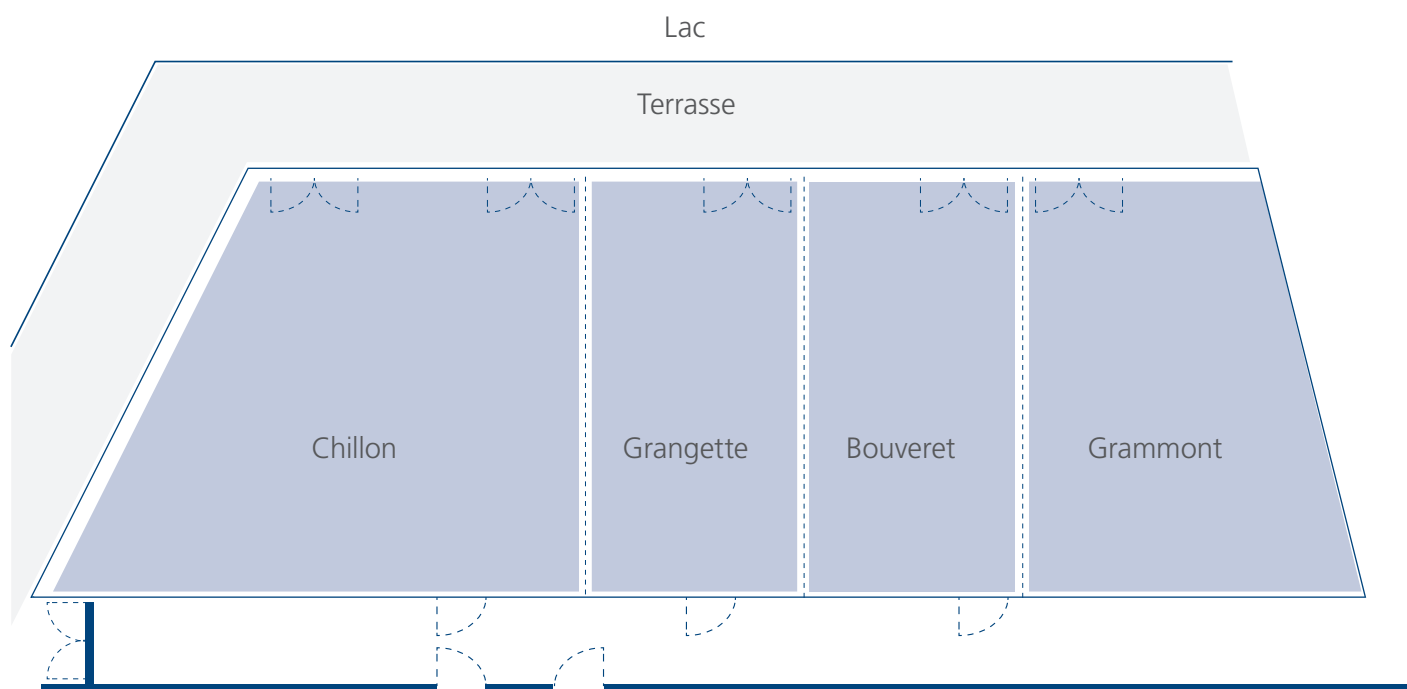 Lac
Terrasse
Chillon
Grangette
Bouveret
Grammont